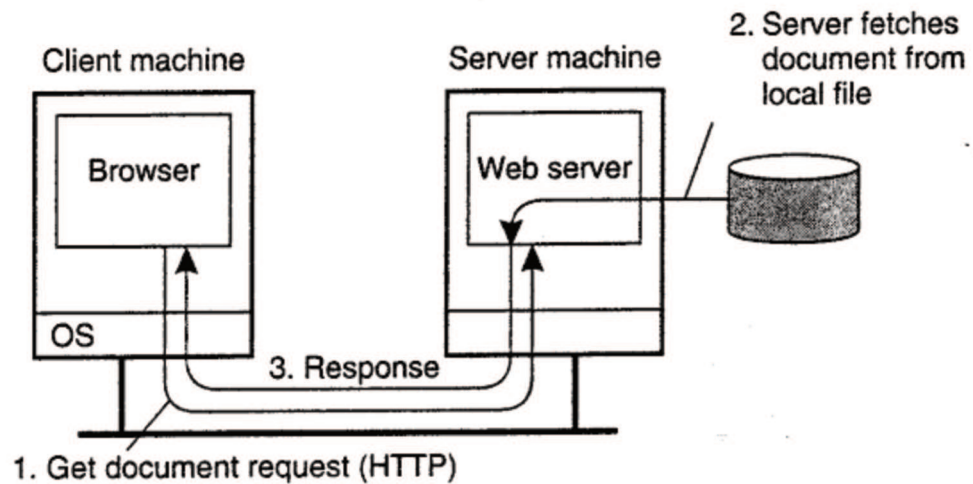 Client machine
Server machine
2. Server fetches
document from
local file
Browser
Web server
OS
3. Response
1. Get document request (HTTP)